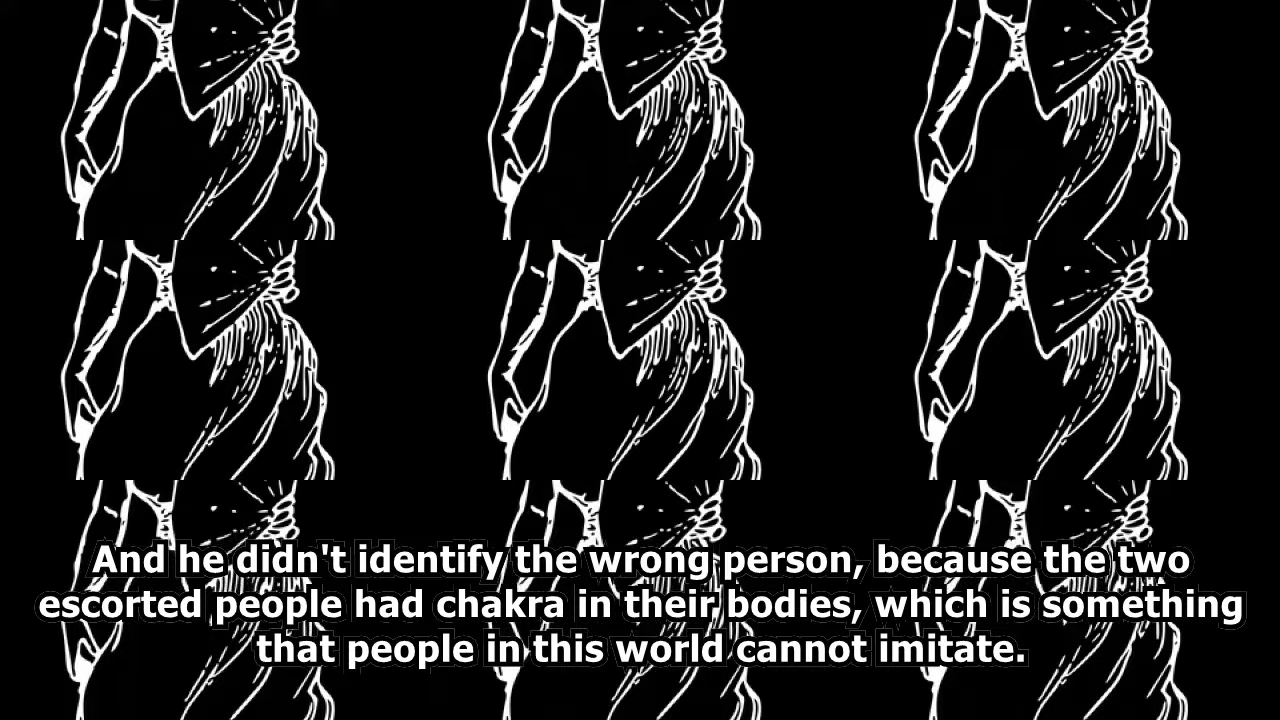 And he didn't identify the wrong person, because the two
escorted people had chakra in their bodies, which is something
that people in this world cannot imitate.